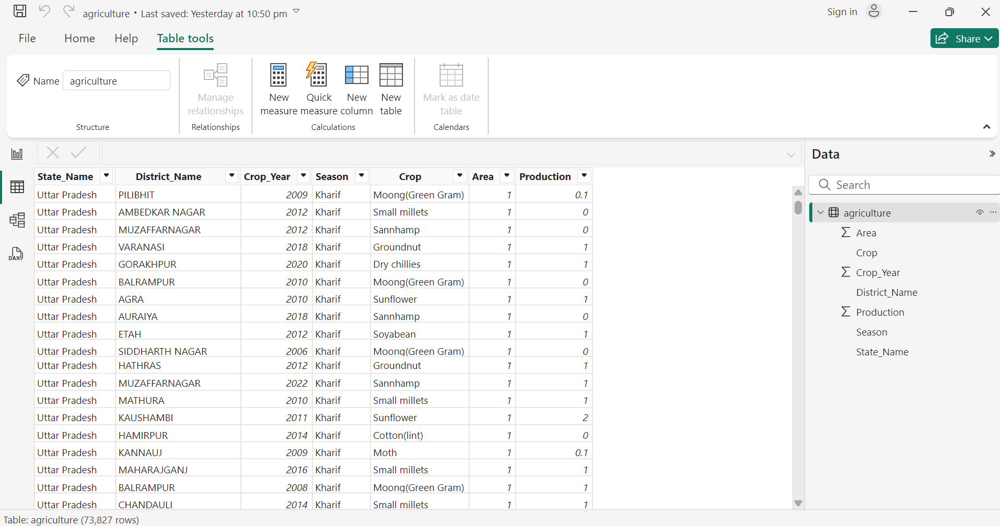 agriculture • Last saved: Yesterday at 10:50 pm
Sign in
File Home Help Table tools
Share
Name agriculture
Manage relationships
New measure
Quick measure
New column
New table
Mark as date table
Structure
Relationships
Calculations
Calendars
DAX
State_Name District_Name Crop_Year Season Crop Area Production
Uttar Pradesh PILIBHIT 2009 Kharif Moong(Green Gram) 1 0.1
Uttar Pradesh AMBEDKAR NAGAR 2012 Kharif Small millets 1 0
Uttar Pradesh MUZAFFARNAGAR 2012 Kharif Sannhamp 1 0
Uttar Pradesh VARANASI 2018 Kharif Groundnut 1 1
Uttar Pradesh GORAKHPUR 2020 Kharif Dry chillies 1 1
Uttar Pradesh BALRAMPUR 2010 Kharif Moong(Green Gram) 1 0
Uttar Pradesh AGRA 2010 Kharif Sunflower 1 1
Uttar Pradesh AURAIYA 2018 Kharif Sannhamp 1 0
Uttar Pradesh ETAH 2012 Kharif Soyabean 1 1
Uttar Pradesh SIDDHARTH NAGAR 2006 Kharif Moong(Green Gram) 1 0
Uttar Pradesh HATHRAS 2012 Kharif Groundnut 1 1
Uttar Pradesh MUZAFFARNAGAR 2022 Kharif Sannhamp 1 1
Uttar Pradesh MATHURA 2010 Kharif Small millets 1 1
Uttar Pradesh KAUSHAMBI 2011 Kharif Sunflower 1 2
Uttar Pradesh HAMIRPUR 2014 Kharif Cotton(lint) 1 0
Uttar Pradesh KANNAUJ 2009 Kharif Moth 1 0.1
Uttar Pradesh MAHARAJGANJ 2016 Kharif Small millets 1 1
Uttar Pradesh BALRAMPUR 2008 Kharif Moong(Green Gram) 1 1
Uttar Pradesh CHANDAULI 2014 Kharif Small millets 1 1
Data
Search
agriculture
Area
Crop
Crop_Year
District_Name
Production
Season
State_Name
Table: agriculture (73,827 rows)